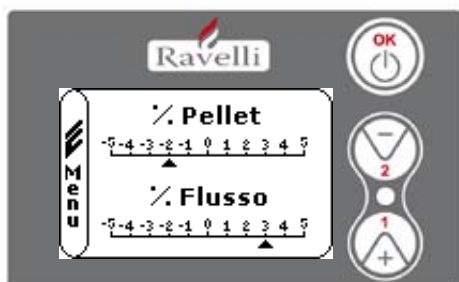 Ravelli
OK
Menu
% Pellet
-5 -4 -3 -2 -1 0 1 2 3 4 5
% Flusso
-5 -4 -3 -2 -1 0 1 2 3 4 5
−
2
1
+